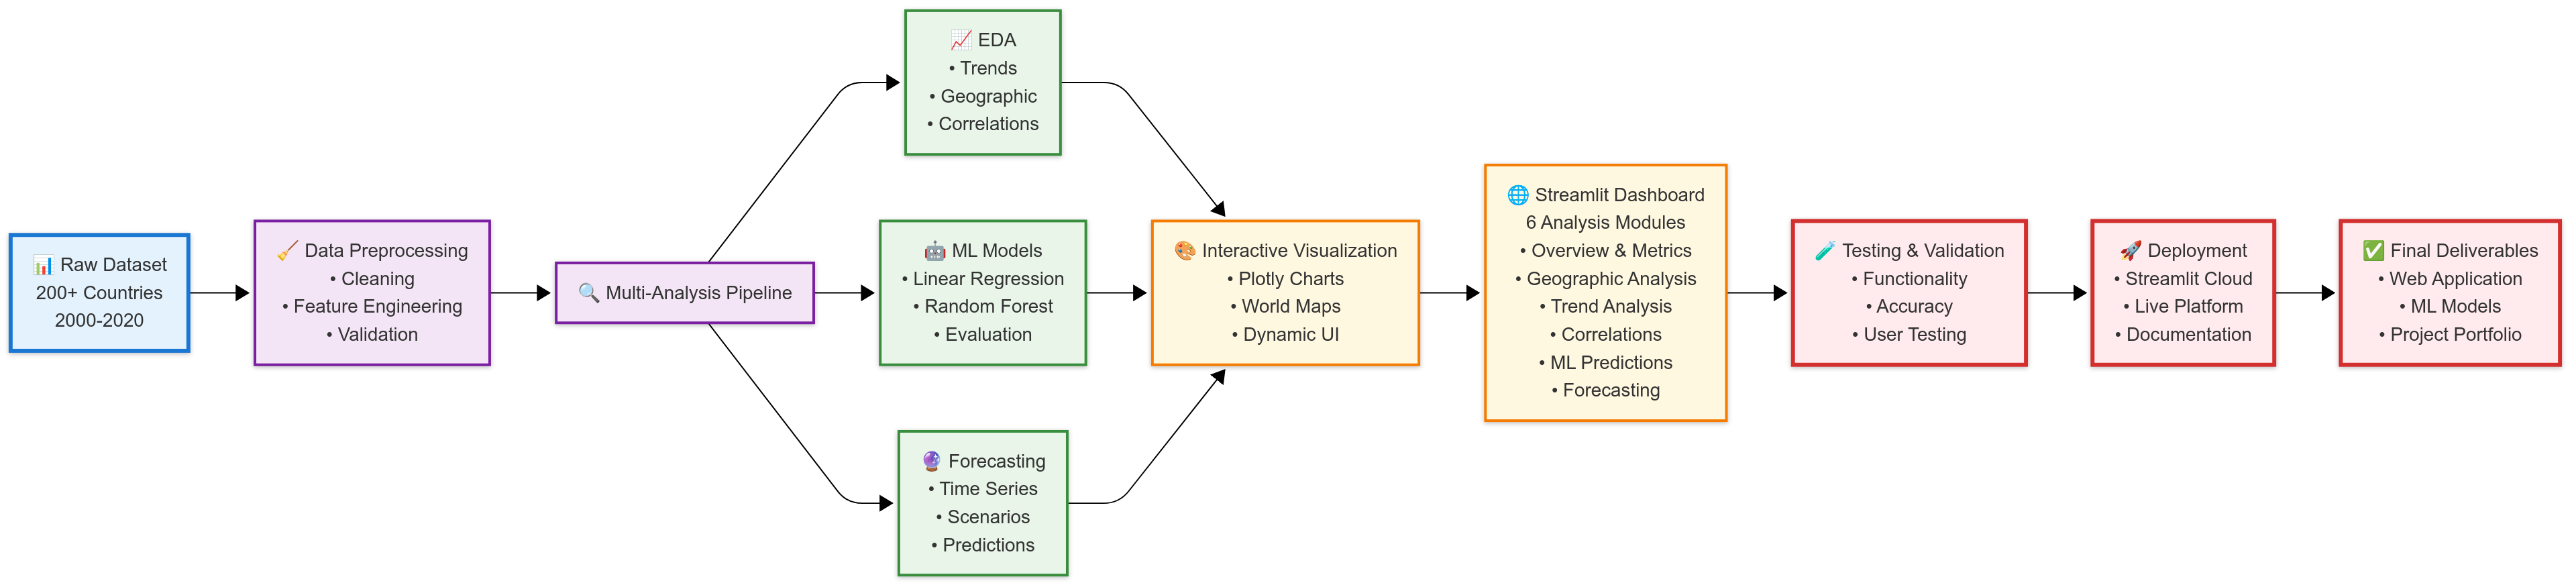 📊 Raw Dataset
200+ Countries
2000-2020
🧹 Data Preprocessing
• Cleaning
• Feature Engineering
• Validation
🔍 Multi-Analysis Pipeline
📈 EDA
• Trends
• Geographic
• Correlations
🤖 ML Models
• Linear Regression
• Random Forest
• Evaluation
🔮 Forecasting
• Time Series
• Scenarios
• Predictions
🎨 Interactive Visualization
• Plotly Charts
• World Maps
• Dynamic UI
🌐 Streamlit Dashboard
6 Analysis Modules
• Overview & Metrics
• Geographic Analysis
• Trend Analysis
• Correlations
• ML Predictions
• Forecasting
🧪 Testing & Validation
• Functionality
• Accuracy
• User Testing
🚀 Deployment
• Streamlit Cloud
• Live Platform
• Documentation
✅ Final Deliverables
• Web Application
• ML Models
• Project Portfolio